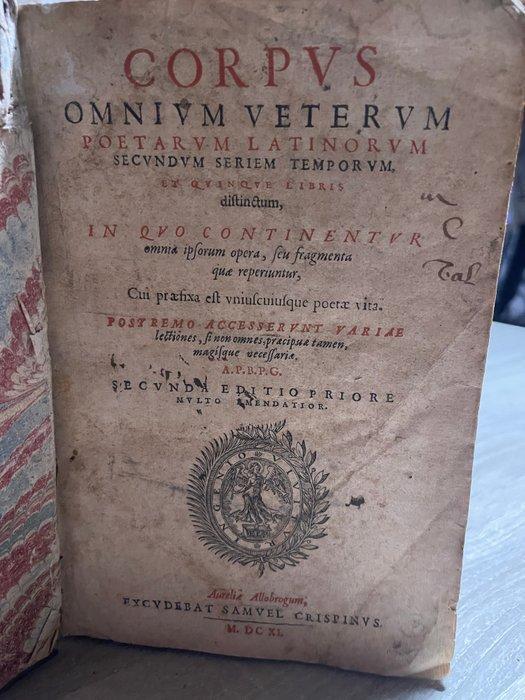 CORPVS
OMNIVM VETERVM
POETARVM LATINORVM
SECVNDVM SERIEM TEMPORVM,
ET QVINQVE LIBRIS
distinctum,
IN QVO CONTINENTVR
omnia ipsorum opera, seu fragmenta
quæ reperiuntur,
Cui præfixa est vniuscuiusque poetæ vita.
POSTREMO ACCESSERVNT VARIAE
lectiones, si non omnes, præcipuæ tamen,
magisque necessariæ.
A.P.B.P.G.
SECVNDA EDITIO PRIORE
MVLTO EMENDATIOR.
INGENIO
Aureliæ Allobrogum,
EXCVDEBAT SAMVEL CRISPINVS.
M. DC XI.